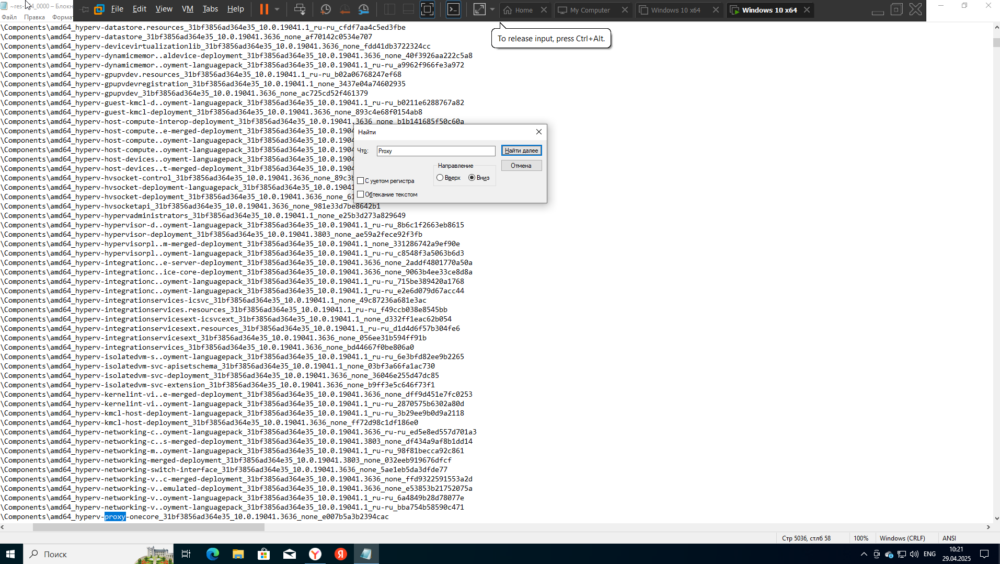 File Edit View VM Tabs Help
Home
My Computer
Windows 10 x64
Windows 10 x64
To release input, press Ctrl+Alt.
Файл Правка
\Components\amd64_hyperv-datastore.resources_31bf3856ad364e35_10.0.19041.1_ru-ru_cfdf7aa4c5ed3fbe
\Components\amd64_hyperv-datastore_31bf3856ad364e35_10.0.19041.3636_none_af70142c0534e707
\Components\amd64_hyperv-devicevirtualizationlib_31bf3856ad364e35_10.0.19041.3636_none_fdd41db3722324cc
\Components\amd64_hyperv-dynamicmemor..aldevice-deployment_31bf3856ad364e35_10.0.19041.3636_none_40f3926aa222c5a8
\Components\amd64_hyperv-dynamicmemor..oyment-languagepack_31bf3856ad364e35_10.0.19041.1_ru-ru_a9962f966fe3a972
\Components\amd64_hyperv-gpupvdev.resources_31bf3856ad364e35_10.0.19041.1_ru-ru_b02a06768247ef68
\Components\amd64_hyperv-gpupvdevregistration_31bf3856ad364e35_10.0.19041.1_none_3437e04a74602935
\Components\amd64_hyperv-gpupvdev_31bf3856ad364e35_10.0.19041.3636_none_ac725cd52f461379
\Components\amd64_hyperv-guest-kmcl-d..oyment-languagepack_31bf3856ad364e35_10.0.19041.1_ru-ru_b0211e6288767a82
\Components\amd64_hyperv-guest-kmcl-deployment_31bf3856ad364e35_10.0.19041.3636_none_893c4e68f0154ab8
\Components\amd64_hyperv-host-compute-interop-deployment_31bf3856ad364e35_10.0.19041.3636_none_b1b141685f50c60a
\Components\amd64_hyperv-host-compute..e-merged-deployment_31bf3856ad364e35_10.0.1904
\Components\amd64_hyperv-host-compute..oyment-languagepack_31bf3856ad364e35_10.0.1904
\Components\amd64_hyperv-host-compute..oyment-languagepack_31bf3856ad364e35_10.0.1904
\Components\amd64_hyperv-host-devices..oyment-languagepack_31bf3856ad364e35_10.0.1904
\Components\amd64_hyperv-host-devices..t-merged-deployment_31bf3856ad364e35_10.0.1904
\Components\amd64_hyperv-hvsocket-control_31bf3856ad364e35_10.0.19041.3636_none_89c3b
\Components\amd64_hyperv-hvsocket-deployment-languagepack_31bf3856ad364e35_10.0.19041
\Components\amd64_hyperv-hvsocket-deployment_31bf3856ad364e35_10.0.19041.3636_none_61
\Components\amd64_hyperv-hvsocketapi_31bf3856ad364e35_10.0.19041.3636_none_981e33d7be8642b1
\Components\amd64_hyperv-hypervadministrators_31bf3856ad364e35_10.0.19041.1_none_e25b3d273a829649
\Components\amd64_hyperv-hypervisor-d..oyment-languagepack_31bf3856ad364e35_10.0.19041.1_ru-ru_8b6c1f2663eb8615
\Components\amd64_hyperv-hypervisor-deployment_31bf3856ad364e35_10.0.19041.3803_none_ae59a2fece92f3fb
\Components\amd64_hyperv-hypervisorpl..m-merged-deployment_31bf3856ad364e35_10.0.19041.1_none_331286742a9ef90e
\Components\amd64_hyperv-hypervisorpl..oyment-languagepack_31bf3856ad364e35_10.0.19041.1_ru-ru_c8548f3a5063b6d3
\Components\amd64_hyperv-integrationc..e-server-deployment_31bf3856ad364e35_10.0.19041.3636_none_2addf4801770a50a
\Components\amd64_hyperv-integrationc..ice-core-deployment_31bf3856ad364e35_10.0.19041.3636_none_9063b4ee33ce8d8a
\Components\amd64_hyperv-integrationc..oyment-languagepack_31bf3856ad364e35_10.0.19041.1_ru-ru_715be389420a1768
\Components\amd64_hyperv-integrationc..oyment-languagepack_31bf3856ad364e35_10.0.19041.1_ru-ru_e2e6d079d67acc44
\Components\amd64_hyperv-integrationservices-icsvc_31bf3856ad364e35_10.0.19041.1_none_49c87236a681e3ac
\Components\amd64_hyperv-integrationservices.resources_31bf3856ad364e35_10.0.19041.1_ru-ru_f49ccb038e8545bb
\Components\amd64_hyperv-integrationservicesext-icsvcext_31bf3856ad364e35_10.0.19041.1_none_d332ff1eac62b054
\Components\amd64_hyperv-integrationservicesext.resources_31bf3856ad364e35_10.0.19041.1_ru-ru_d1d4d6f57b304fe6
\Components\amd64_hyperv-integrationservicesext_31bf3856ad364e35_10.0.19041.3636_none_056ee31b594ff91b
\Components\amd64_hyperv-integrationservices_31bf3856ad364e35_10.0.19041.3636_none_bd44667f0be806a0
\Components\amd64_hyperv-isolatedvm-s..oyment-languagepack_31bf3856ad364e35_10.0.19041.1_ru-ru_6e3bfd82ee9b2265
\Components\amd64_hyperv-isolatedvm-svc-apisetschema_31bf3856ad364e35_10.0.19041.1_none_03bf3a66fa1ac730
\Components\amd64_hyperv-isolatedvm-svc-deployment_31bf3856ad364e35_10.0.19041.3636_none_36046e255d47dc85
\Components\amd64_hyperv-isolatedvm-svc-extension_31bf3856ad364e35_10.0.19041.3636_none_b9ff3e5c646f73f1
\Components\amd64_hyperv-kernelint-vi..e-merged-deployment_31bf3856ad364e35_10.0.19041.3636_none_dff9d451e7fc0253
\Components\amd64_hyperv-kernelint-vi..oyment-languagepack_31bf3856ad364e35_10.0.19041.1_ru-ru_2870575b6302a80d
\Components\amd64_hyperv-kmcl-host-deployment-languagepack_31bf3856ad364e35_10.0.19041.1_ru-ru_3b29ee9b0d9a2118
\Components\amd64_hyperv-kmcl-host-deployment_31bf3856ad364e35_10.0.19041.3636_none_ff72d98c1df186e0
\Components\amd64_hyperv-networking-c..oyment-languagepack_31bf3856ad364e35_10.0.19041.3636_ru-ru_ed5e8ed557d701a3
\Components\amd64_hyperv-networking-c..s-merged-deployment_31bf3856ad364e35_10.0.19041.3803_none_df434a9af8b1dd14
\Components\amd64_hyperv-networking-m..oyment-languagepack_31bf3856ad364e35_10.0.19041.1_ru-ru_98f81becca92c861
\Components\amd64_hyperv-networking-merged-deployment_31bf3856ad364e35_10.0.19041.3803_none_032eeb919676dfcf
\Components\amd64_hyperv-networking-switch-interface_31bf3856ad364e35_10.0.19041.3636_none_5ae1eb5da3dfde77
\Components\amd64_hyperv-networking-v..c-merged-deployment_31bf3856ad364e35_10.0.19041.3636_none_ffd9322591553a2d
\Components\amd64_hyperv-networking-v..emulated-deployment_31bf3856ad364e35_10.0.19041.3636_none_e53853b21752075a
\Components\amd64_hyperv-networking-v..oyment-languagepack_31bf3856ad364e35_10.0.19041.1_ru-ru_6a4849b28d78077e
\Components\amd64_hyperv-networking-v..oyment-languagepack_31bf3856ad364e35_10.0.19041.1_ru-ru_bba754b58590c471
\Components\amd64_hyperv-proxy-onecore_31bf3856ad364e35_10.0.19041.3636_none_e007b5a3b2394cac
Найти
Что: Proxy
Найти далее
Направление
Отмена
Вверх Вниз
С учетом регистра
Обтекание текстом
Стр 5036, стлб 58 100% Windows (CRLF) ANSI
Поиск
ENG
10:21
29.04.2025